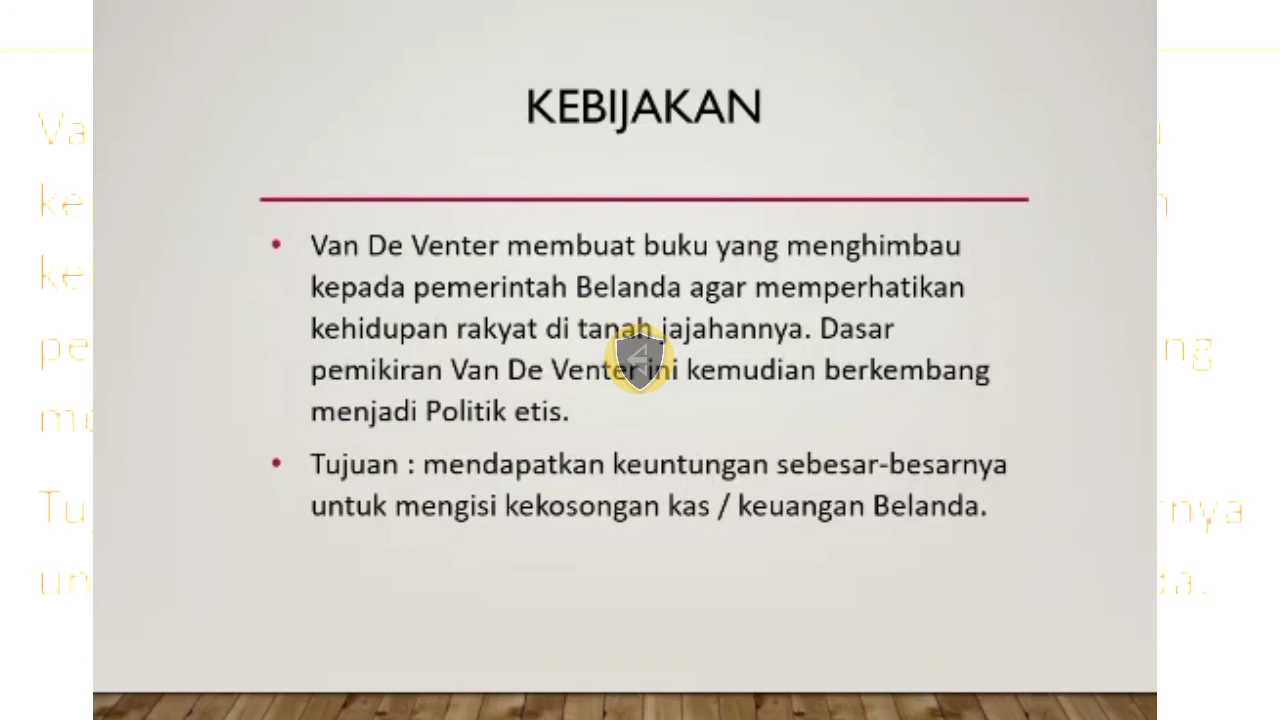 KEBIJAKAN
• Van De Venter membuat buku yang menghimbau
kepada pemerintah Belanda agar memperhatikan
kehidupan rakyat di tanah jajahannya. Dasar
pemikiran Van De Venter ini kemudian berkembang
menjadi Politik etis.
• Tujuan : mendapatkan keuntungan sebesar-besarnya
untuk mengisi kekosongan kas / keuangan Belanda.